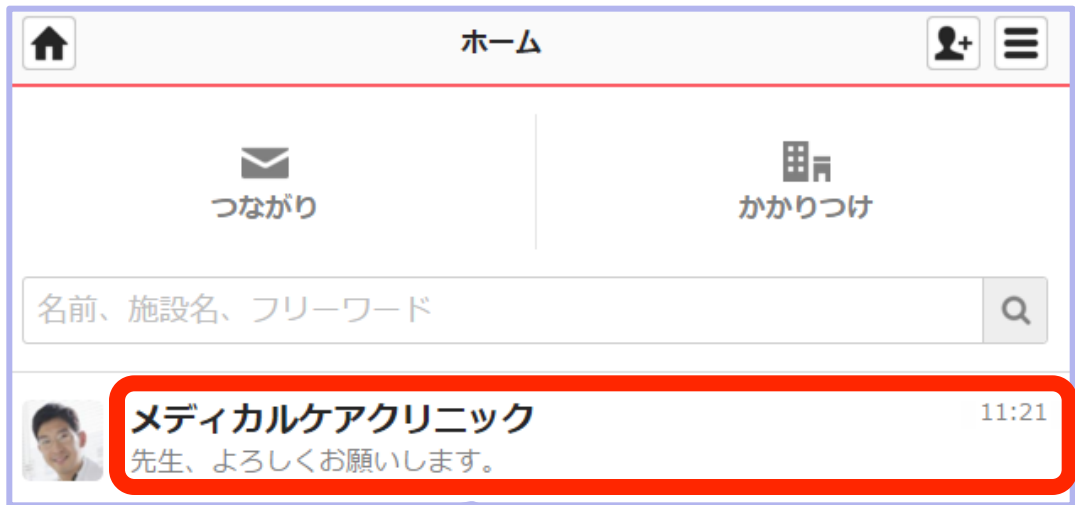 ホーム
つながり
かかりつけ
名前、施設名、フリーワード
メディカルケアクリニック
11:21
先生、よろしくお願いします。